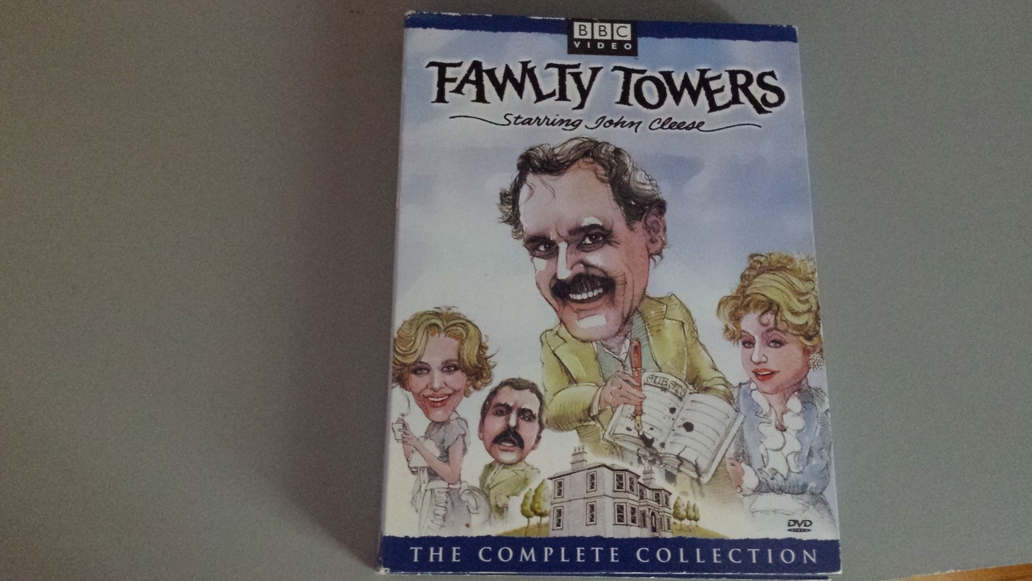 BBC
VIDEO
FAWLTY TOWERS
Starring John Cleese
DVD
THE COMPLETE COLLECTION